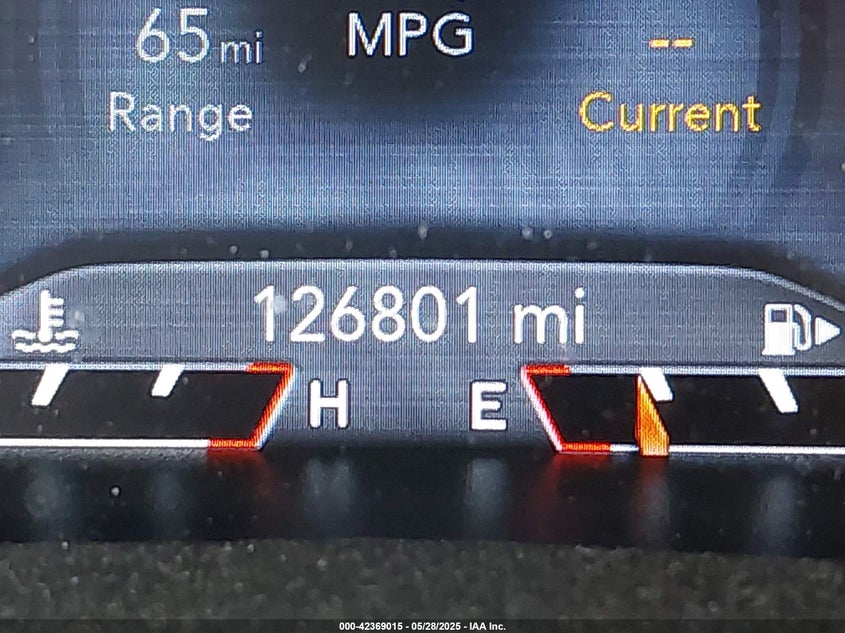 65 mi
MPG
--
Range
Current
126801 mi
H
E
000-42369015 - 05/28/2025 - IAA Inc.